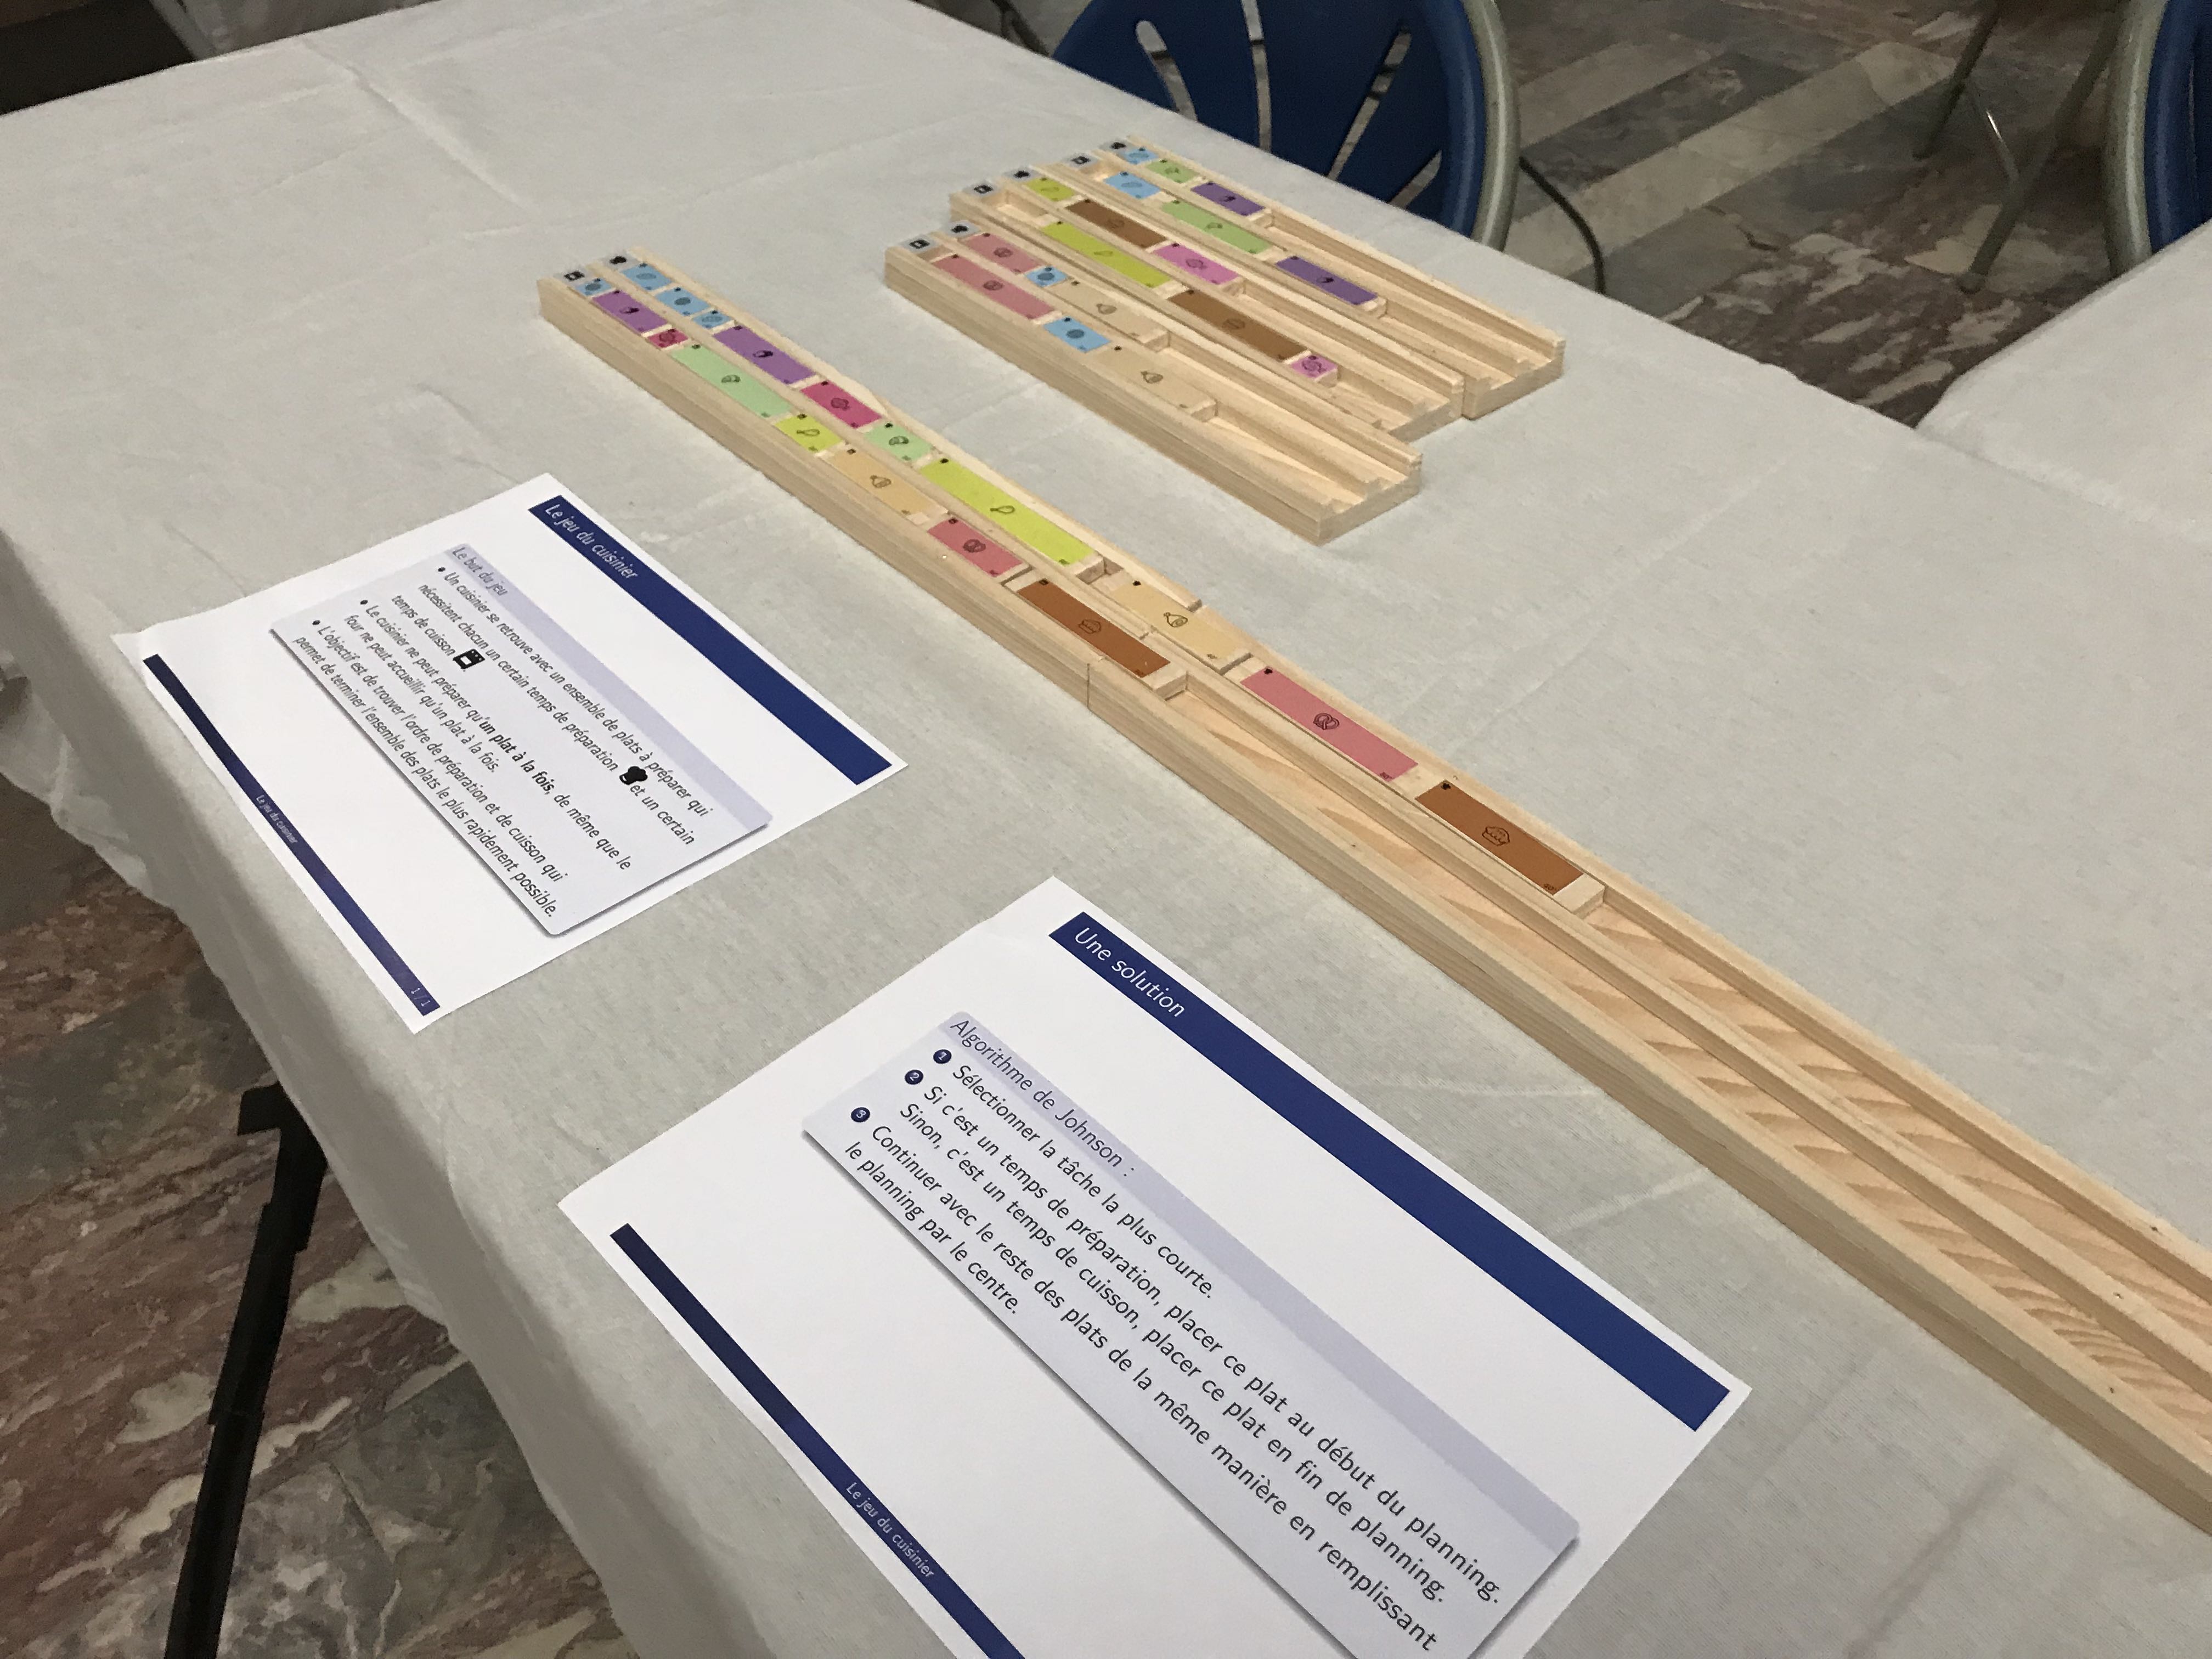 Le jeu du cuisinier
Le but du jeu
Un cuisinier se retrouve avec un ensemble de plats à préparer qui
nécessitent chacun un certain temps de préparation et un certain
temps de cuisson
Le cuisinier ne peut préparer qu'un plat à la fois, de même que le
four ne peut accueillir qu'un plat à la fois.
L'objectif est de trouver l'ordre de préparation et de cuisson qui
permet de terminer l'ensemble des plats le plus rapidement possible.
Le jeu du cuisinier
1 / 1
Une solution
Algorithme de Johnson :
1 Sélectionner la tâche la plus courte.
2 Si c'est un temps de préparation, placer ce plat au début du planning.
Sinon, c'est un temps de cuisson, placer ce plat en fin de planning.
3 Continuer avec le reste des plats de la même manière en remplissant
le planning par le centre.
Le jeu du cuisinier